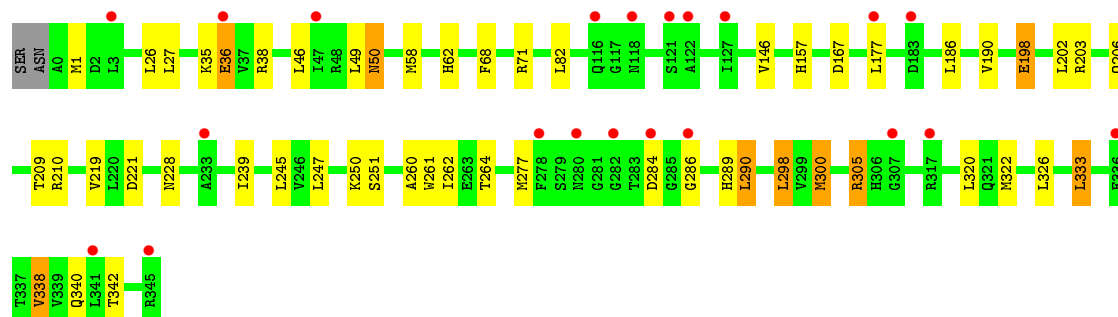 SER ASN A0 M1 D2 L3 L26 L27 K35 E36 V37 R38 L46 I47 R48 L49 N50 M58 H62 F68 R71 L82 Q116 G117 N118 S121 A122 I127 V146 H157 D167 L177 D183 L186 V190 E198 L202 R203
T209 R210 V219 L220 D221 N228 A233 I239 L245 V246 L247 K250 S251 A260 W261 I262 E263 T264 M277 F278 S279 N280 G281 G282 T283 D284 G285 G286 H289 L290 L298 V299 M300 R305 H306 G307 R317 L320 Q321 M322 L326 L333
T337 V338 V339 Q340 L341 T342 R345